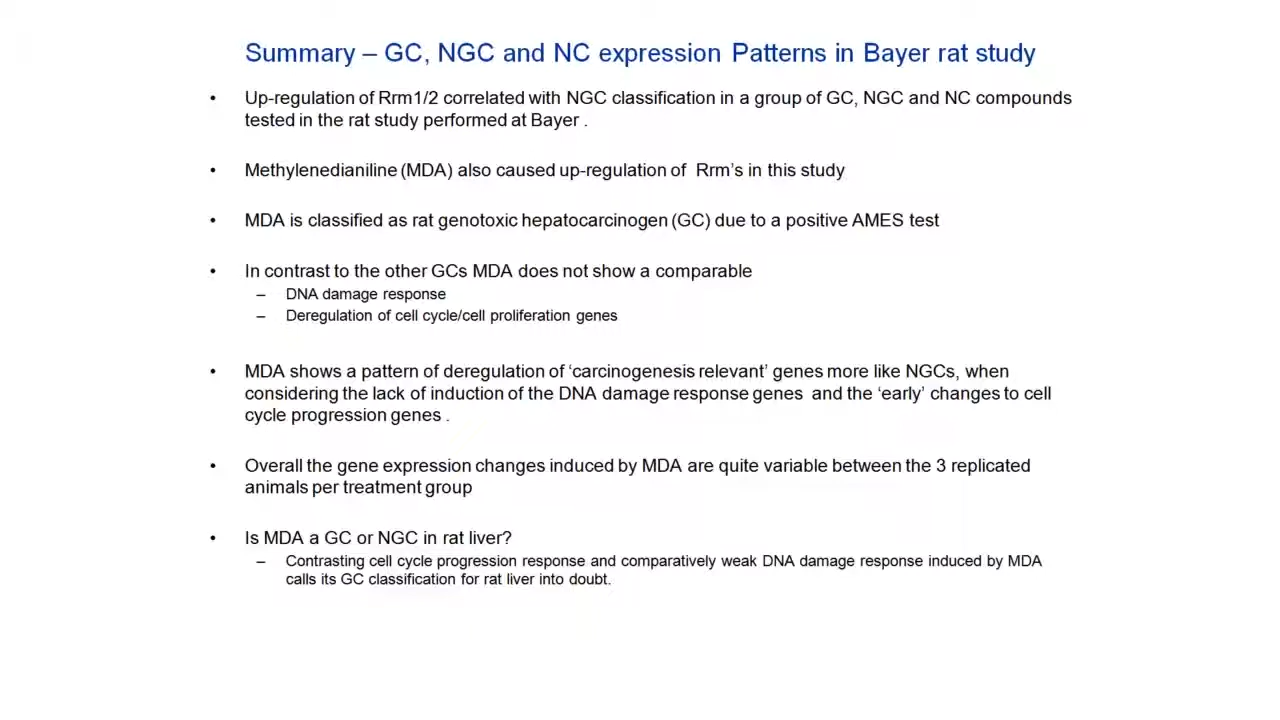 Summary – GC, NGC and NC expression Patterns in Bayer rat study
• Up-regulation of Rrm1/2 correlated with NGC classification in a group of GC, NGC and NC compounds
tested in the rat study performed at Bayer .
• Methylenedianiline (MDA) also caused up-regulation of Rrm's in this study
• MDA is classified as rat genotoxic hepatocarcinogen (GC) due to a positive AMES test
• In contrast to the other GCs MDA does not show a comparable
– DNA damage response
– Deregulation of cell cycle/cell proliferation genes
• MDA shows a pattern of deregulation of 'carcinogenesis relevant' genes more like NGCs, when
considering the lack of induction of the DNA damage response genes and the 'early' changes to cell
cycle progression genes .
• Overall the gene expression changes induced by MDA are quite variable between the 3 replicated
animals per treatment group
• Is MDA a GC or NGC in rat liver?
– Contrasting cell cycle progression response and comparatively weak DNA damage response induced by MDA
calls its GC classification for rat liver into doubt.